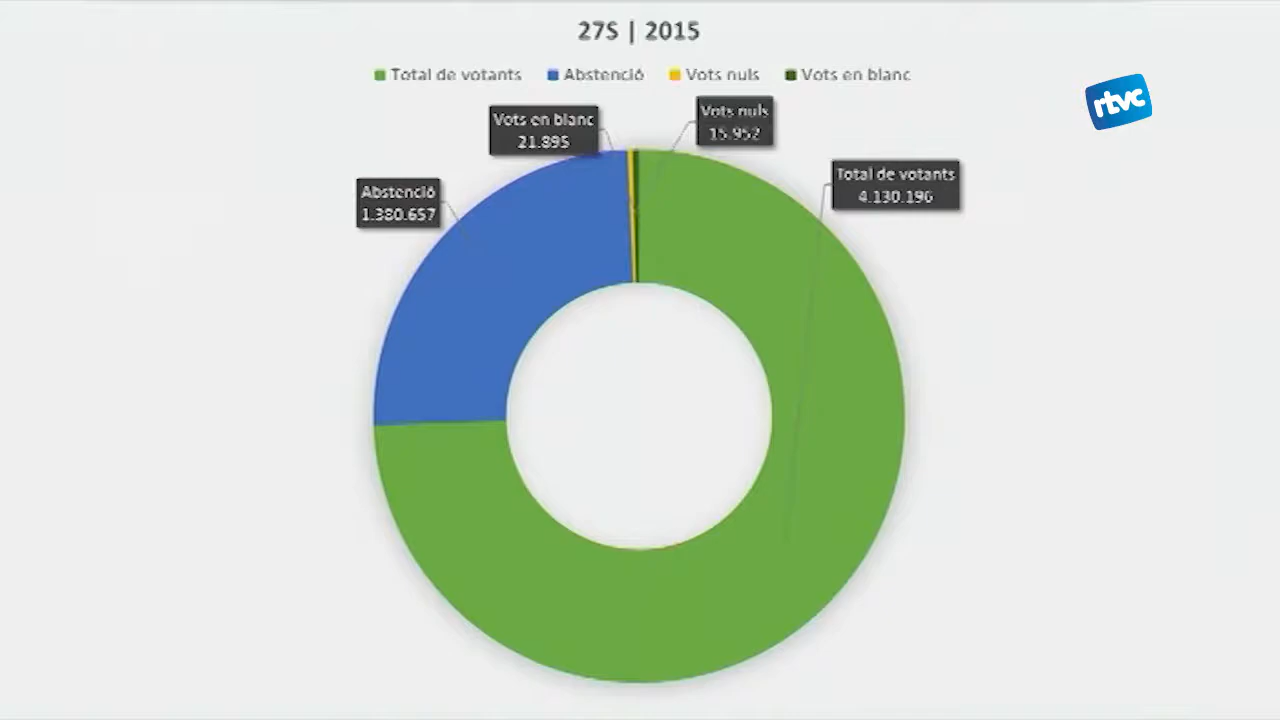 27S | 2015
Total de votants Abstenció Vots nuls Vots en blanc
rtvc
Vots en blanc
21.895
Vots nuls
15.952
Total de votants
4.130.196
Abstenció
1.380.657